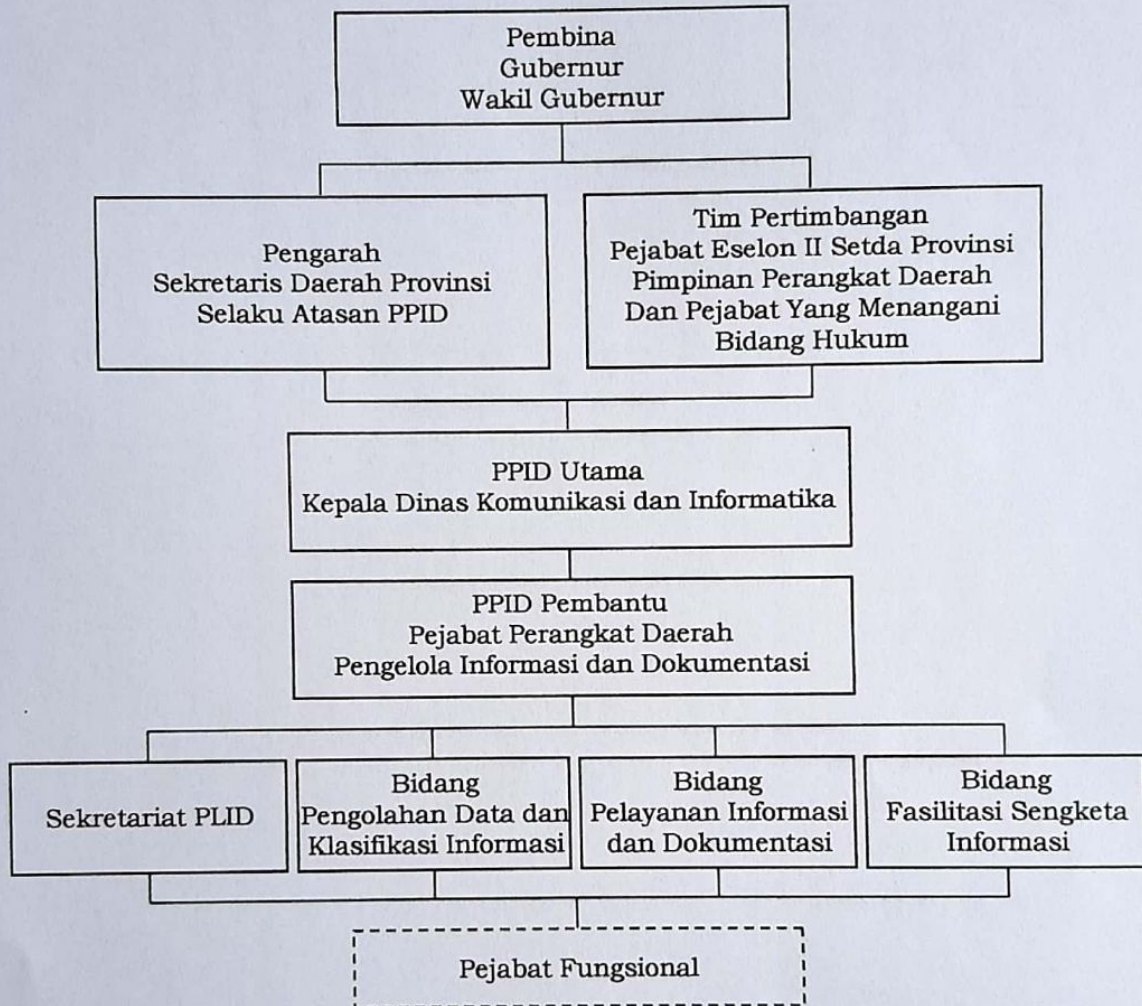 Pembina
Gubernur
Wakil Gubernur
Pengarah
Sekretaris Daerah Provinsi
Selaku Atasan PPID
Tim Pertimbangan
Pejabat Eselon II Setda Provinsi
Pimpinan Perangkat Daerah
Dan Pejabat Yang Menangani
Bidang Hukum
PPID Utama
Kepala Dinas Komunikasi dan Informatika
PPID Pembantu
Pejabat Perangkat Daerah
Pengelola Informasi dan Dokumentasi
Sekretariat PLID
Bidang
Pengolahan Data dan
Klasifikasi Informasi
Bidang
Pelayanan Informasi
dan Dokumentasi
Bidang
Fasilitasi Sengketa
Informasi
Pejabat Fungsional